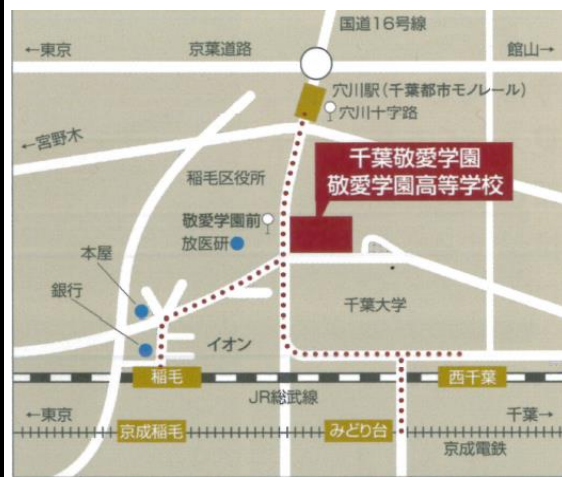 国道16号線
←東京
京葉道路
館山→
穴川駅(千葉都市モノレール)
穴川十字路
←宮野木
千葉敬愛学園
敬愛学園高等学校
稲毛区役所
敬愛学園前
放医研
本屋
銀行
千葉大学
イオン
稲毛
西千葉
JR総武線
←東京
千葉→
京成稲毛
みどり台
京成電鉄